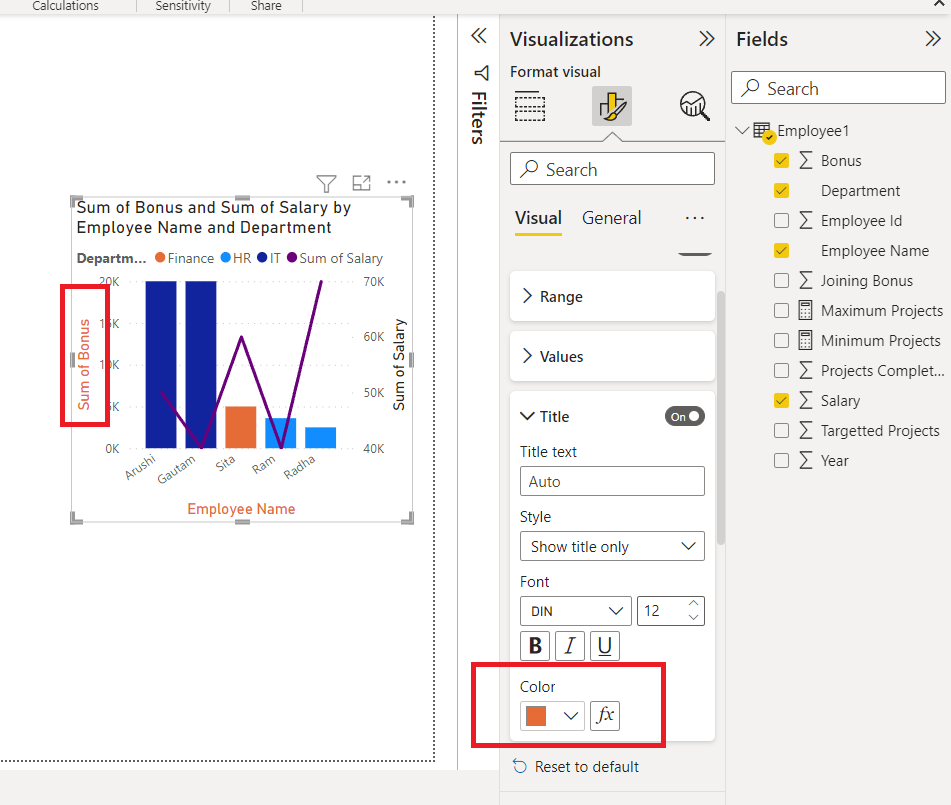 Calculations
Sensitivity
Share
Sum of Bonus and Sum of Salary by
Employee Name and Department
Departm...
Finance
HR
IT
Sum of Salary
20K
15K
10K
5K
0K
Sum of Bonus
70K
60K
50K
40K
Sum of Salary
Arushi
Gautam
Sita
Ram
Radha
Employee Name
Filters
Visualizations
Format visual
Search
Visual
General
...
Range
Values
Title
On
Title text
Auto
Style
Show title only
Font
DIN
12
B
I
U
Color
fx
Reset to default
Fields
Search
Employee1
Bonus
Department
Employee Id
Employee Name
Joining Bonus
Maximum Projects
Minimum Projects
Projects Complet...
Salary
Targetted Projects
Year